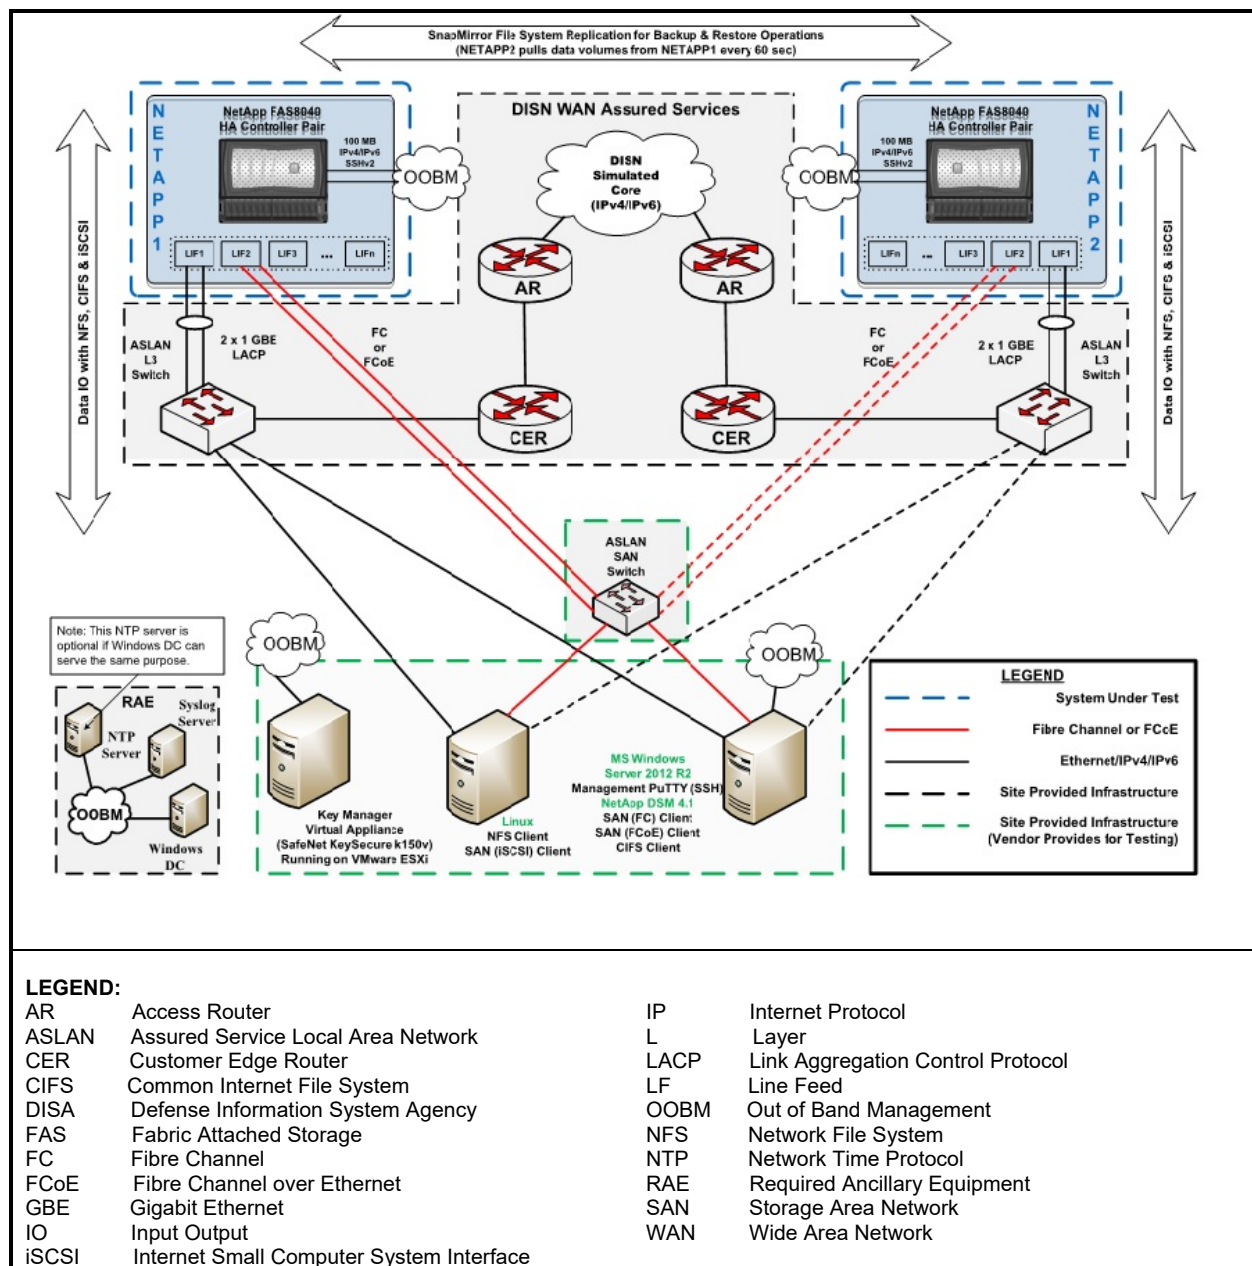 SnapMirror File System Replication for Backup & Restore Operations
(NETAPP2 pulls data volumes from NETAPP1 every 60 sec)
NETAPP1
NetApp FAS8040
HA Controller Pair
100 MB
IPv4/IPv6
SSHv2
OOBM
LIF1
LIF2
LIF3
...
LIFn
DISN WAN Assured Services
DISN
Simulated
Core
(IPv4/IPv6)
AR
AR
CER
CER
OOBM
NetApp FAS8040
HA Controller Pair
100 MB
IPv4/IPv6
SSHv2
NETAPP2
LIFn
...
LIF3
LIF2
LIF1
Data IO with NFS, CIFS & iSCSI
Data IO with NFS, CIFS & iSCSI
ASLAN
L3
Switch
2 x 1 GBE
LACP
FC
or
FCoE
FC
or
FCoE
2 x 1 GBE
LACP
ASLAN
L3
Switch
ASLAN
SAN
Switch
Note: This NTP server is
optional if Windows DC can
serve the same purpose.
RAE
Syslog
Server
NTP
Server
OOBM
Windows
DC
OOBM
Key Manager
Virtual Appliance
(SafeNet KeySecure k150v)
Running on VMware ESXi
Linux
NFS Client
SAN (iSCSI) Client
MS Windows
Server 2012 R2
Management PuTTY (SSH)
NetApp DSM 4.1
SAN (FC) Client
SAN (FCoE) Client
CIFS Client
OOBM
LEGEND
System Under Test
Fibre Channel or FCoE
Ethernet/IPv4/IPv6
Site Provided Infrastructure
Site Provided Infrastructure
(Vendor Provides for Testing)
LEGEND:
AR Access Router
ASLAN Assured Service Local Area Network
CER Customer Edge Router
CIFS Common Internet File System
DISA Defense Information System Agency
FAS Fabric Attached Storage
FC Fibre Channel
FCoE Fibre Channel over Ethernet
GBE Gigabit Ethernet
IO Input Output
iSCSI Internet Small Computer System Interface
IP Internet Protocol
L Layer
LACP Link Aggregation Control Protocol
LF Line Feed
OOBM Out of Band Management
NFS Network File System
NTP Network Time Protocol
RAE Required Ancillary Equipment
SAN Storage Area Network
WAN Wide Area Network